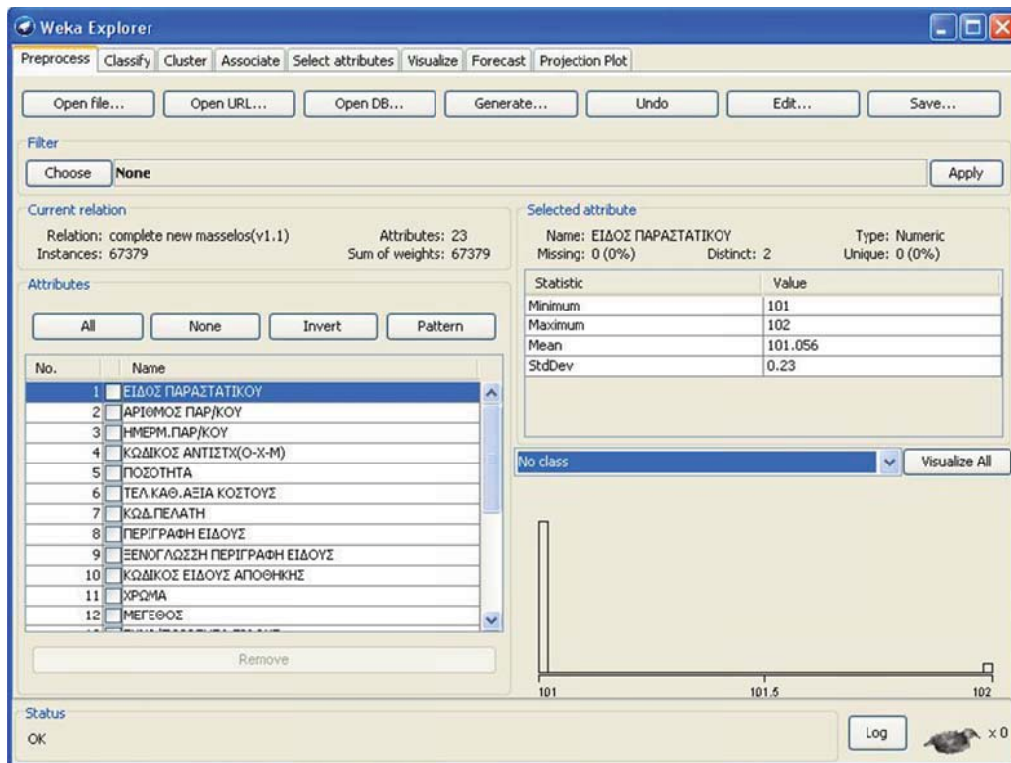 Weka Explorer
Preprocess Classify Cluster Associate Select attributes Visualize Forecast Projection Plot
Open file... Open URL... Open DB... Generate... Undo Edit... Save...
Filter
Choose None Apply
Current relation
Relation: complete new masselos(v1.1) Attributes: 23
Instances: 67379 Sum of weights: 67379
Attributes
All None Invert Pattern
No. Name
1 ΕΙΔΟΣ ΠΑΡΑΣΤΑΤΙΚΟΥ
2 ΑΡΙΘΜΟΣ ΠΑΡ/ΚΟΥ
3 ΗΜΕΡΜ.ΠΑΡ/ΚΟΥ
4 ΚΩΔΙΚΟΣ ΑΝΤΙΣΤΧ(Ο-Χ-Μ)
5 ΠΟΣΟΤΗΤΑ
6 ΤΕΛ.ΚΑΘ.ΑΞΙΑ ΚΟΣΤΟΥΣ
7 ΚΩΔ.ΠΕΛΑΤΗ
8 ΠΕΡΙΓΡΑΦΗ ΕΙΔΟΥΣ
9 ΞΕΝΟΓΛΩΣΣΗ ΠΕΡΙΓΡΑΦΗ ΕΙΔΟΥΣ
10 ΚΩΔΙΚΟΣ ΕΙΔΟΥΣ ΑΠΟΘΗΚΗΣ
11 ΧΡΩΜΑ
12 ΜΕΓΕΘΟΣ
Remove
Selected attribute
Name: ΕΙΔΟΣ ΠΑΡΑΣΤΑΤΙΚΟΥ Type: Numeric
Missing: 0 (0%) Distinct: 2 Unique: 0 (0%)
Statistic Value
Minimum 101
Maximum 102
Mean 101.056
StdDev 0.23
No class Visualize All
101 101.5 102
Status
OK
Log x 0